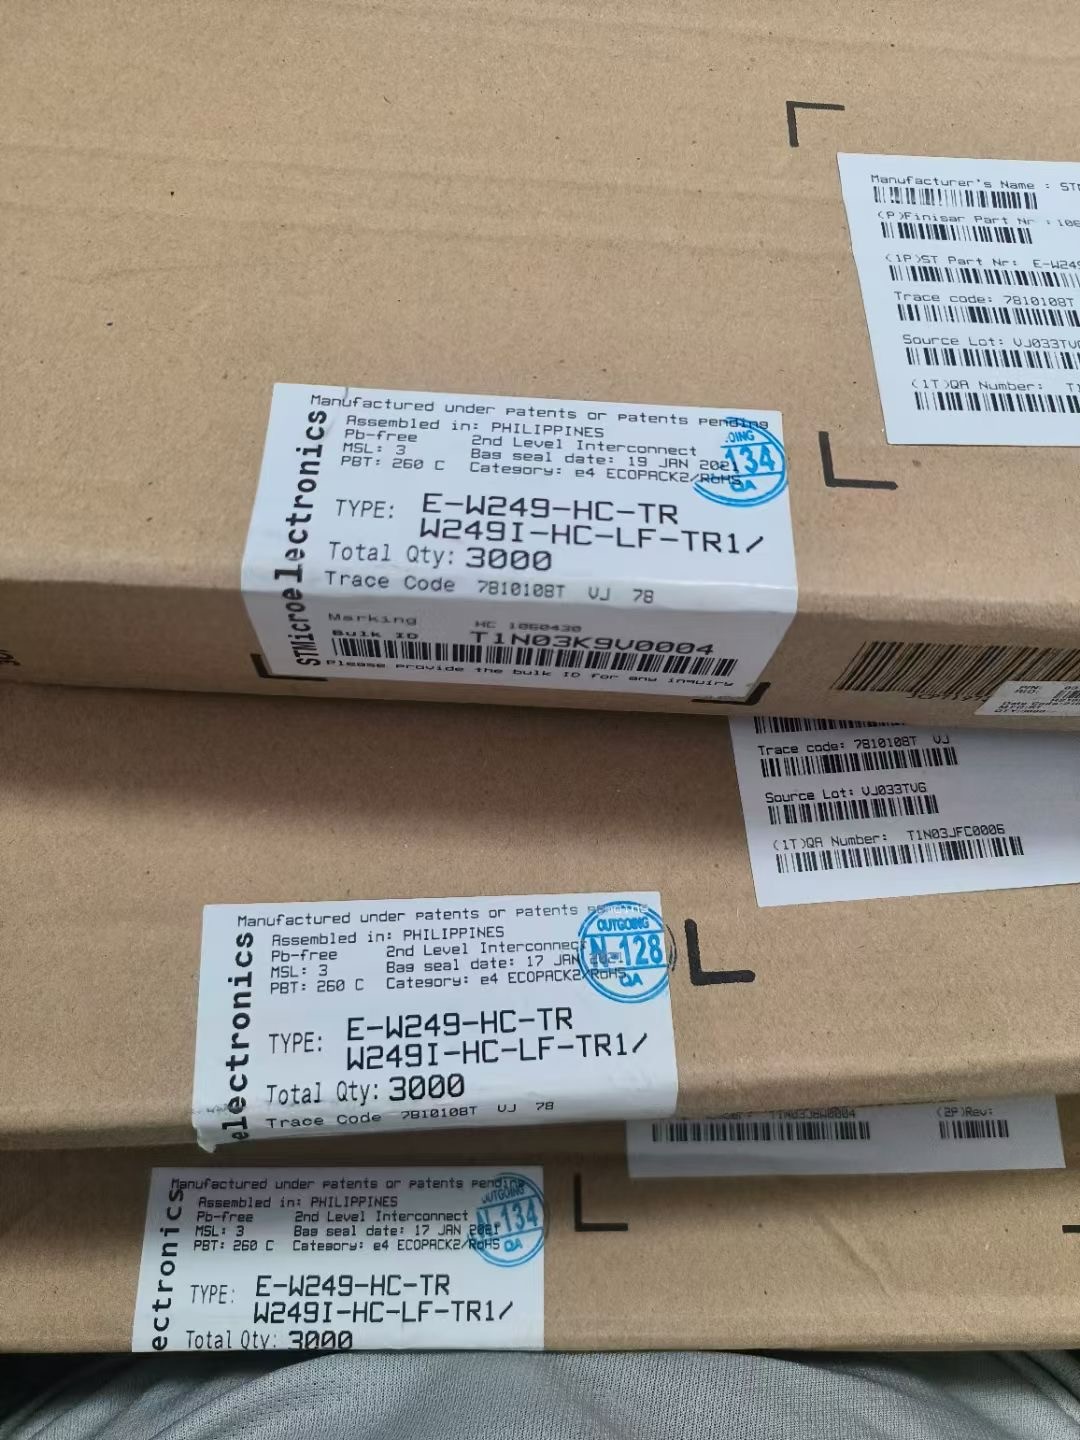 Manufacturer's Name : ST
(P)Finisar Part Nr :
(1P)ST Part Nr: E-W249
Trace code: 7810108T
Source Lot: VJ033TV
(1T)QA Number: T
Manufactured under patents or patents pending
Assembled in: PHILIPPINES
Pb-free 2nd Level Interconnect
MSL: 3 Bag seal date: 19 JAN 2021
PBT: 260 C Category: e4 ECOPACK2/RoHS
134
QA
STMicroelectronics
TYPE: E-W249-HC-TR
W249I-HC-LF-TR1/
Total Qty: 3000
Trace Code 7810108T VJ 78
Marking HC 1060430
Bulk ID T1N03K9V0004
Please provide the bulk ID for any inquiry
Trace code: 7810108T VJ
Source Lot: VJ033TV6
(1T)QA Number: T1N03JFC0006
Manufactured under patents or patents
Assembled in: PHILIPPINES
Pb-free 2nd Level Interconnec
MSL: 3 Bag seal date: 17 JAN 2021
PBT: 260 C Category: e4 ECOPACK2/RoHS
OUTGOING
N-128
QA
electronics
TYPE: E-W249-HC-TR
W249I-HC-LF-TR1/
Total Qty: 3000
Trace Code 7810108T VJ 78
(2P)Rev:
Manufactured under patents or patents pending
Assembled in: PHILIPPINES
Pb-free 2nd Level Interconnect
MSL: 3 Bag seal date: 17 JAN 2021
PBT: 260 C Category: e4 ECOPACK2/RoHS
OUTGOING
N-134
QA
ectronics
TYPE: E-W249-HC-TR
W249I-HC-LF-TR1/
Total Qty: 3000